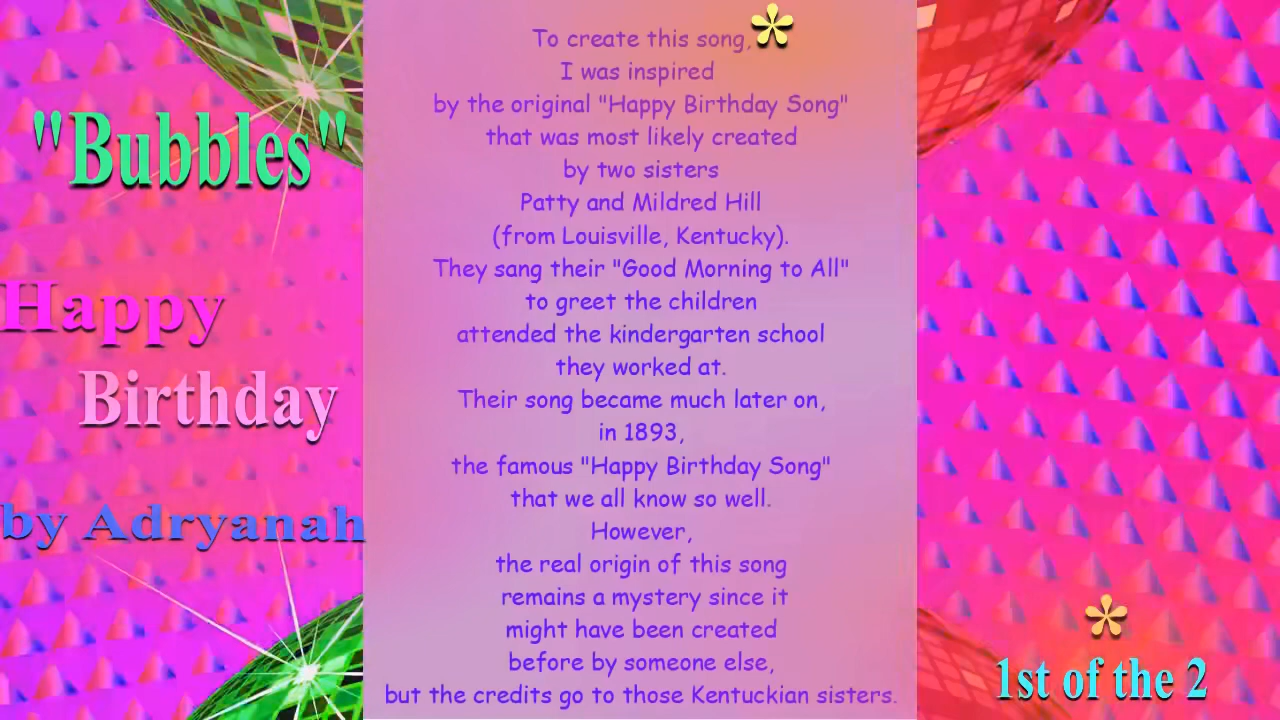 "Bubbles"
Happy
Birthday
by Adryanah
To create this song,*
I was inspired
by the original "Happy Birthday Song"
that was most likely created
by two sisters
Patty and Mildred Hill
(from Louisville, Kentucky).
They sang their "Good Morning to All"
to greet the children
attended the kindergarten school
they worked at.
Their song became much later on,
in 1893,
the famous "Happy Birthday Song"
that we all know so well.
However,
the real origin of this song
remains a mystery since it
might have been created
before by someone else,
but the credits go to those Kentuckian sisters.
*
1st of the 2